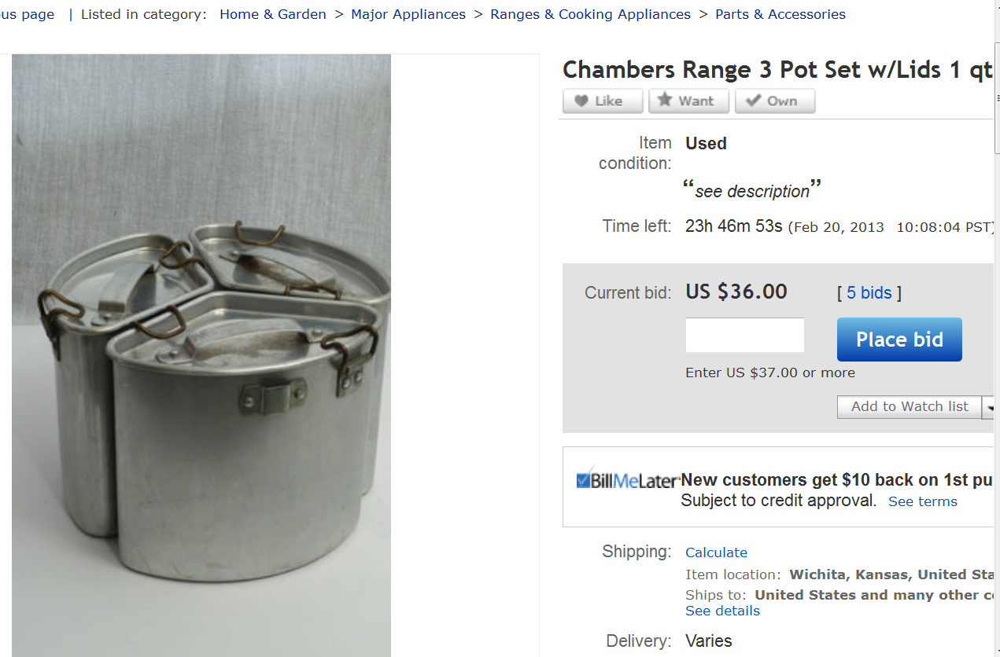 us page | Listed in category: Home & Garden > Major Appliances > Ranges & Cooking Appliances > Parts & Accessories
Chambers Range 3 Pot Set w/Lids 1 qt
Like Want Own
Item condition: Used
“see description”
Time left: 23h 46m 53s (Feb 20, 2013 10:08:04 PST)
Current bid: US $36.00 [ 5 bids ]
Place bid
Enter US $37.00 or more
Add to Watch list
BillMeLater New customers get $10 back on 1st pu
Subject to credit approval. See terms
Shipping: Calculate
Item location: Wichita, Kansas, United Sta
Ships to: United States and many other c
See details
Delivery: Varies